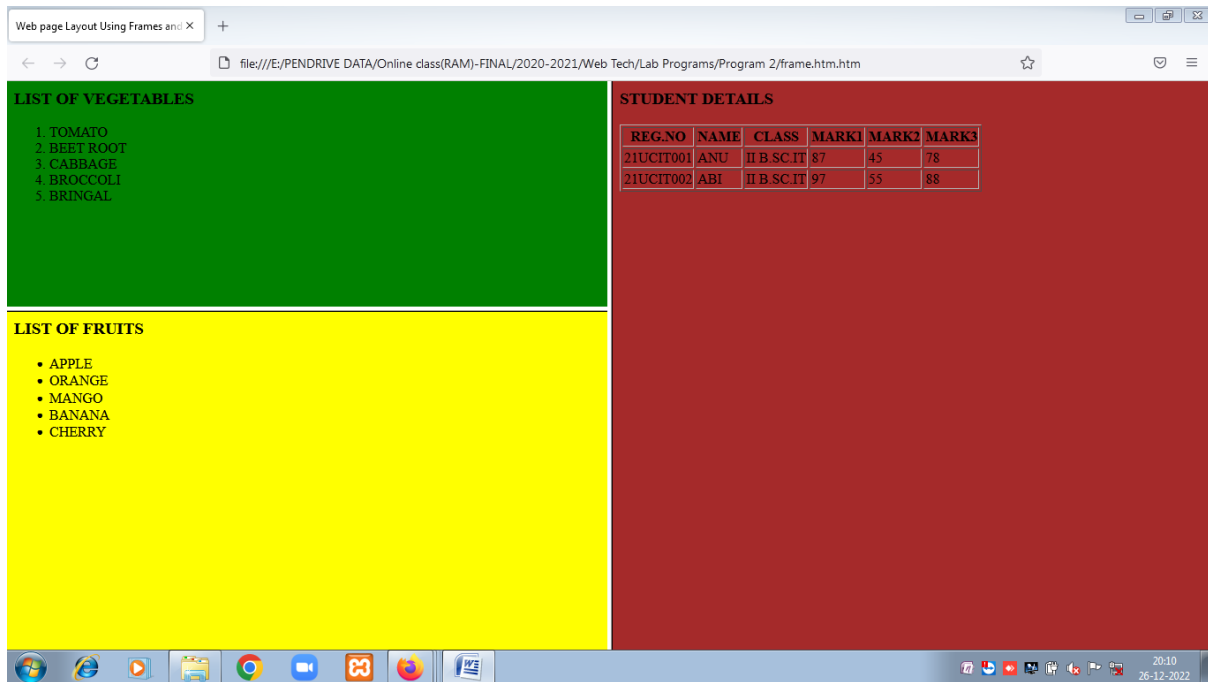 Web page Layout Using Frames and
file:///E:/PENDRIVE DATA/Online class(RAM)-FINAL/2020-2021/Web Tech/Lab Programs/Program 2/frame.htm.htm
LIST OF VEGETABLES
1. TOMATO
2. BEET ROOT
3. CABBAGE
4. BROCCOLI
5. BRINGAL
LIST OF FRUITS
• APPLE
• ORANGE
• MANGO
• BANANA
• CHERRY
STUDENT DETAILS
REG.NO NAME CLASS MARK1 MARK2 MARK3
21UCIT001 ANU II B.SC.IT 87 45 78
21UCIT002 ABI II B.SC.IT 97 55 88
20:10
26-12-2022